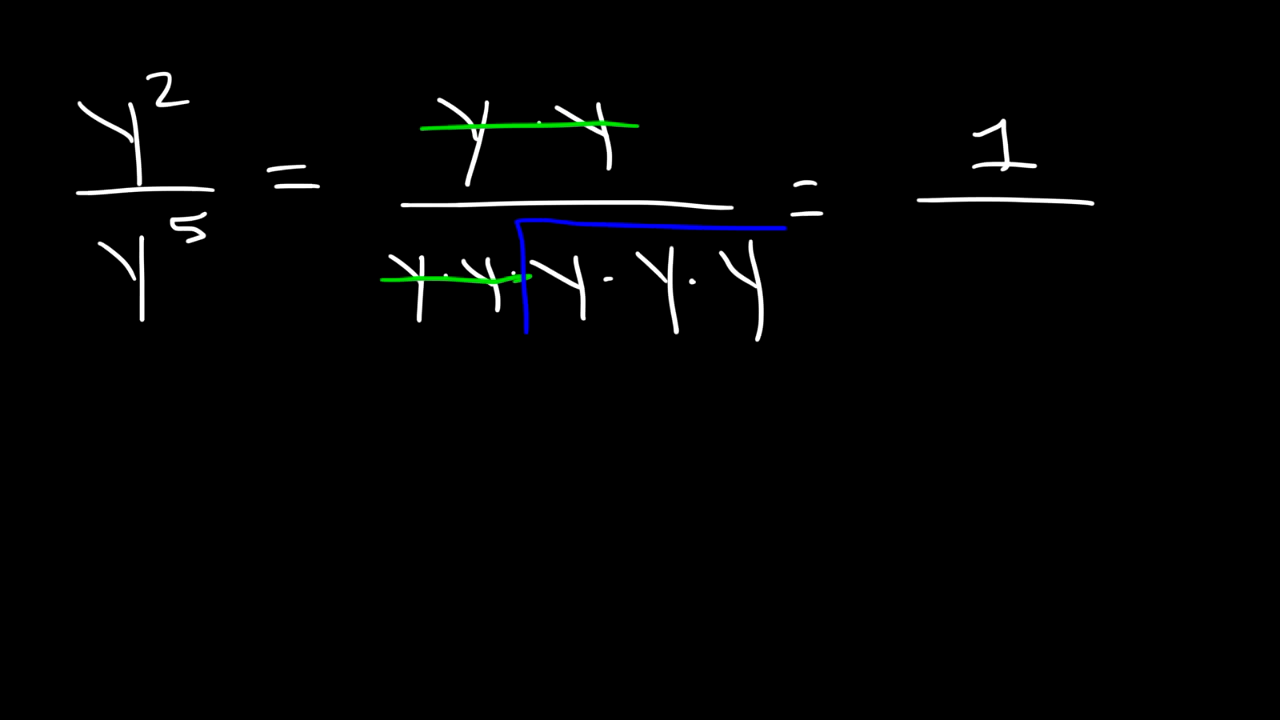 y² / y⁵ = y · y / y · y · y · y · y = 1 /